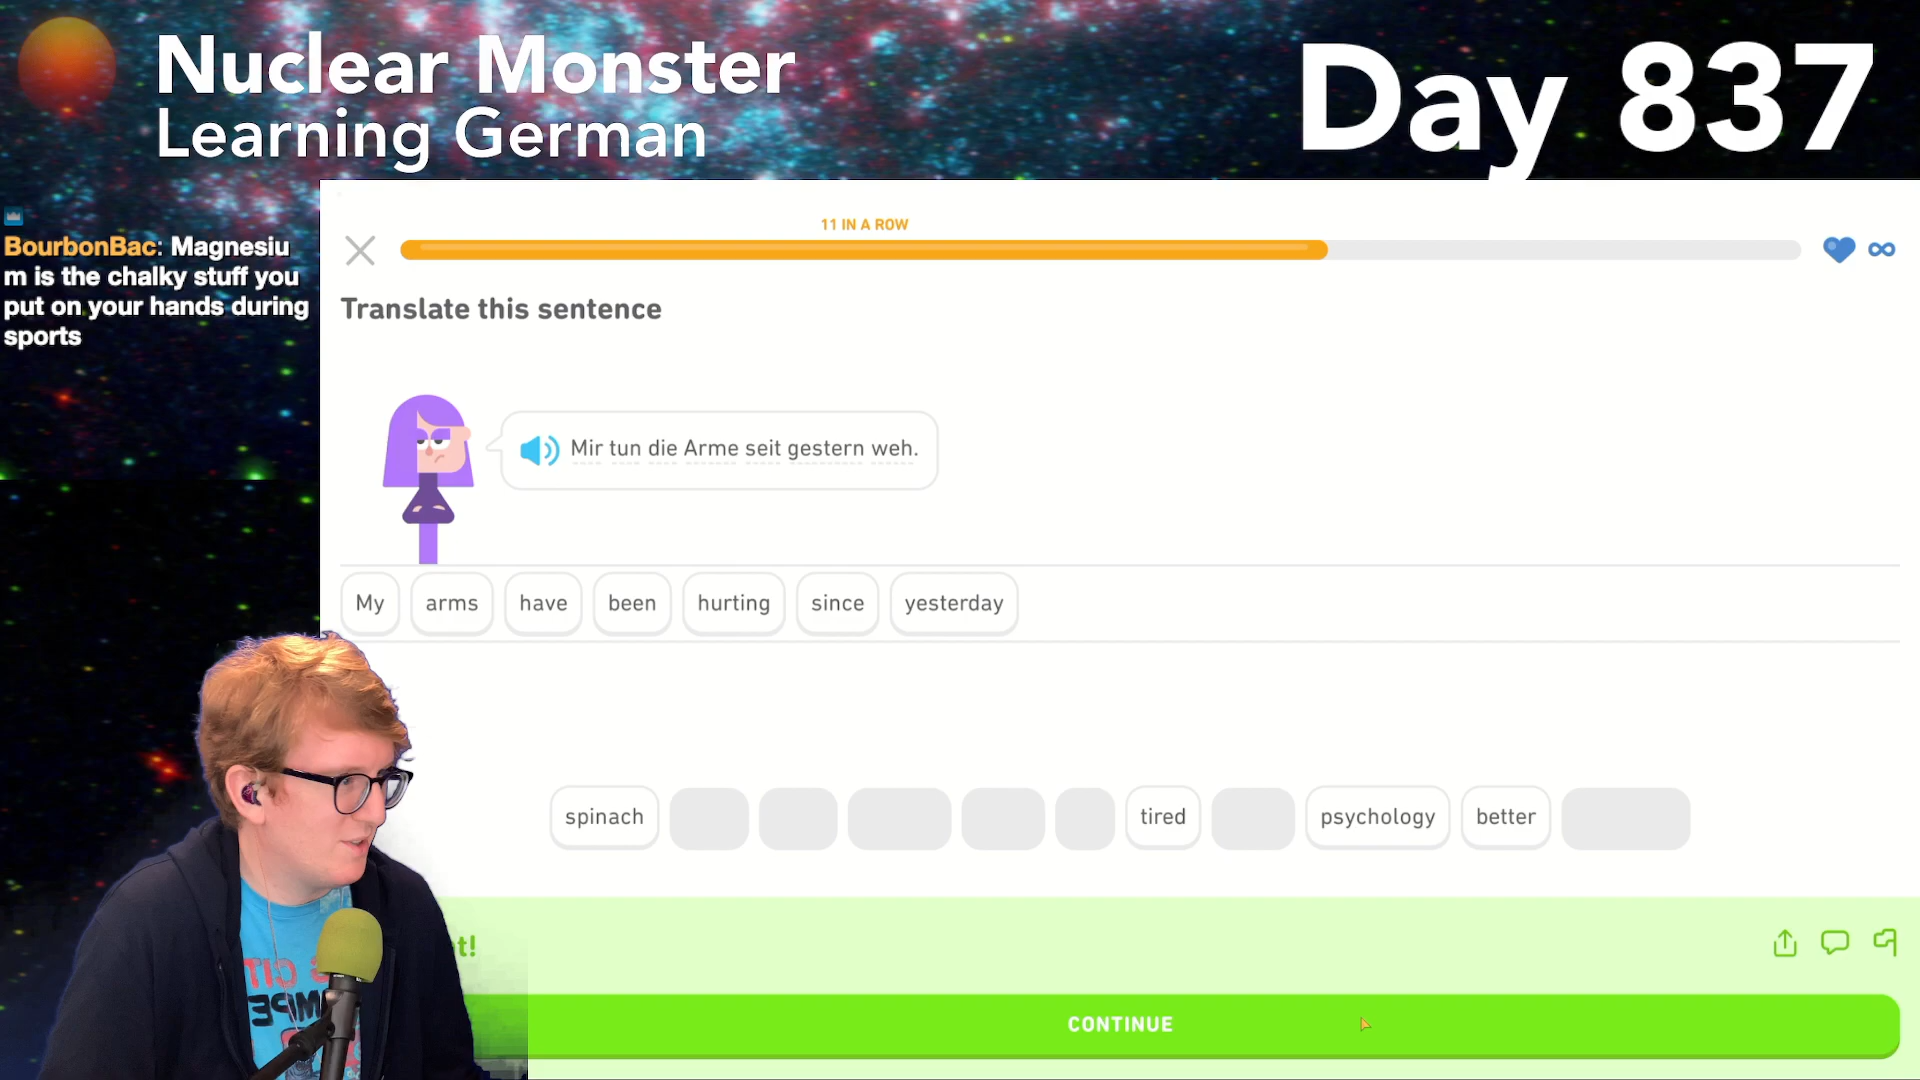 Nuclear Monster
Learning German
Day 837
BourbonBac: Magnesiu
m is the chalky stuff you
put on your hands during
sports
11 IN A ROW
Translate this sentence
Mir tun die Arme seit gestern weh.
My arms have been hurting since yesterday
spinach tired psychology better
t!
CONTINUE